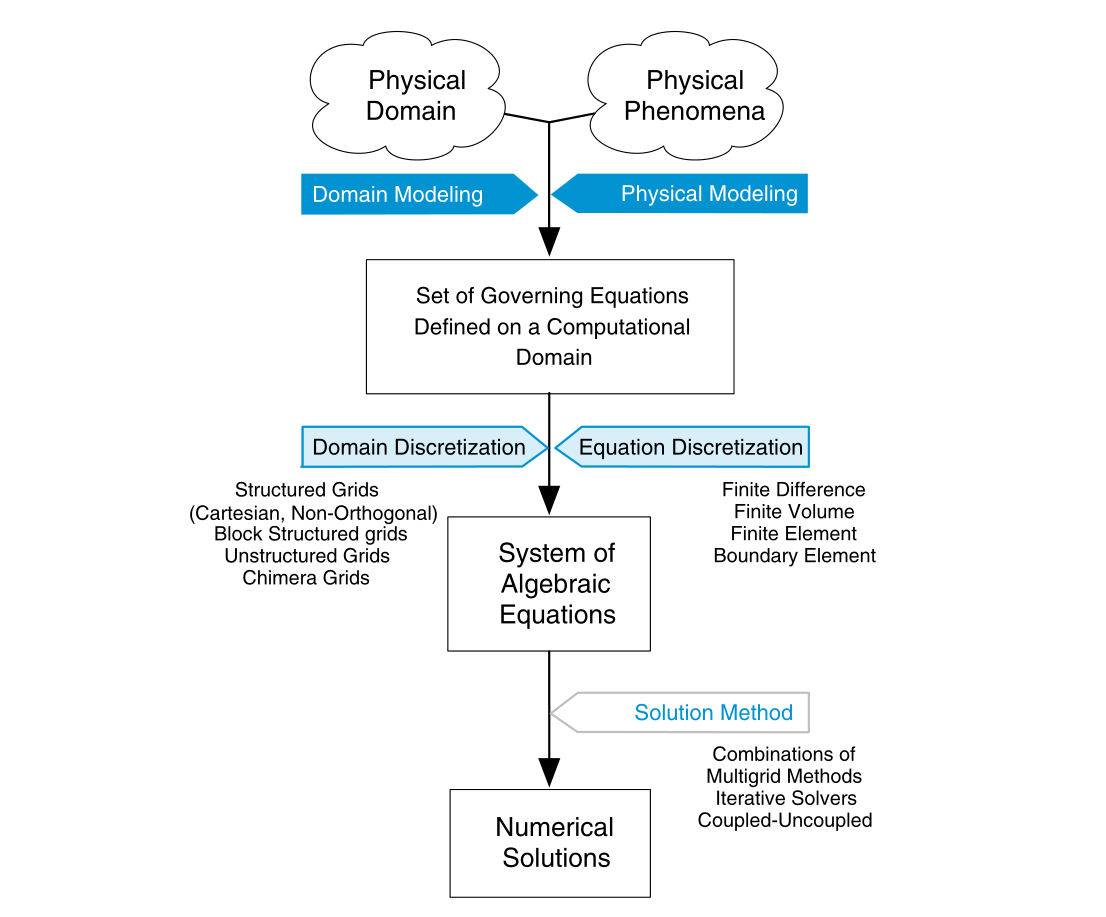 Physical
Domain
Physical
Phenomena
Domain Modeling
Physical Modeling
Set of Governing Equations
Defined on a Computational
Domain
Domain Discretization
Equation Discretization
Structured Grids
(Cartesian, Non-Orthogonal)
Block Structured grids
Unstructured Grids
Chimera Grids
Finite Difference
Finite Volume
Finite Element
Boundary Element
System of
Algebraic
Equations
Solution Method
Combinations of
Multigrid Methods
Iterative Solvers
Coupled-Uncoupled
Numerical
Solutions